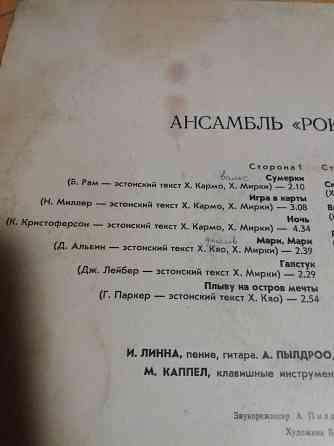 АНСАМБЛЬ «РОК
Сторона 1
вальс
Сумерки
(Б. Рам — эстонский текст Х. Кармо, Х. Мирки) — 2.10
Игра в карты
(Н. Миллер — эстонский текст Х. Кармо, Х. Мирки) — 3.08
Ночь
(К. Кристоферсон — эстонский текст Х. Кармо, Х. Мирки) — 4.34
Мари, Мари
(Д. Альвин — эстонский текст Х. Кяо, Х. Мирки) — 2.39
Галстук
(Дж. Лейбер — эстонский текст Х. Мирки) — 2.29
Плыву на остров мечты
(Г. Паркер — эстонский текст Х. Кяо) — 2.54
И. ЛИННА, пение, гитара. А. ПЫЛДРОО,
М. КАППЕЛ, клавишные инструмен
Звукорежиссер А.
Художник